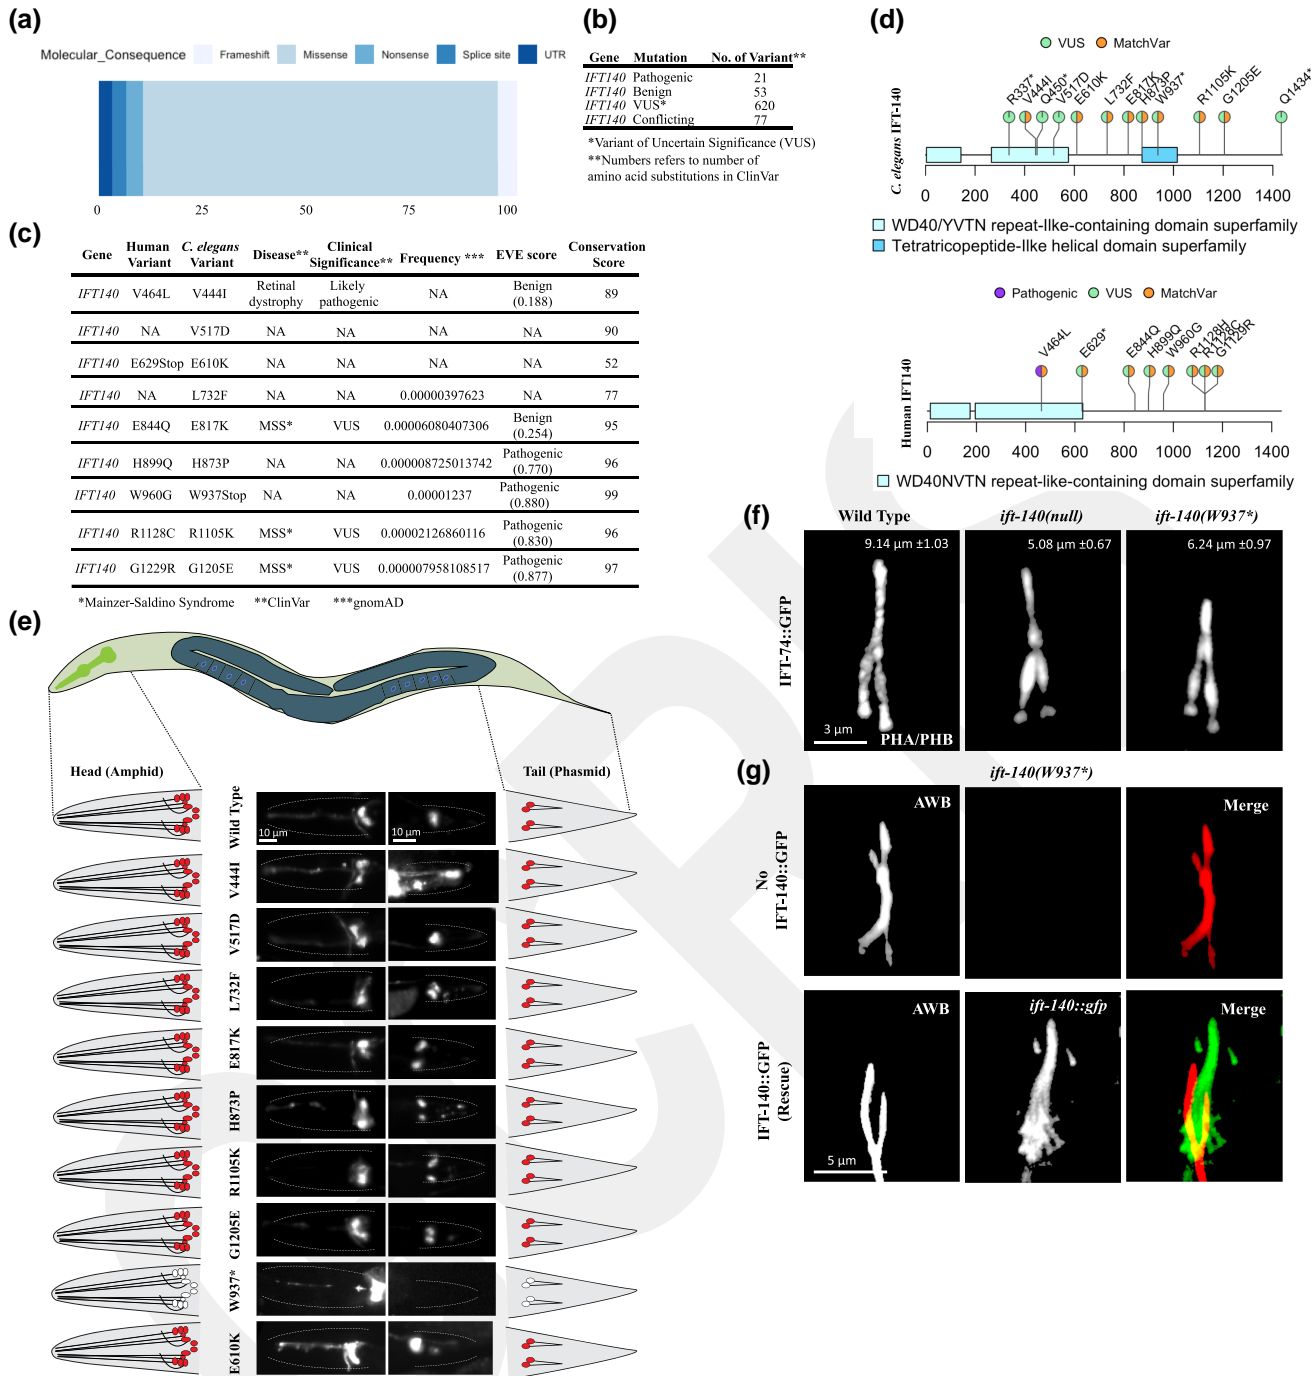 (a)
Molecular_Consequence Frameshift Missense Nonsense Splice site UTR
0 25 50 75 100
(b)
Gene Mutation No. of Variant**
IFT140 Pathogenic 21
IFT140 Benign 53
IFT140 VUS* 620
IFT140 Conflicting 77
*Variant of Uncertain Significance (VUS)
**Numbers refers to number of
amino acid substitutions in ClinVar
(c)
Gene Human Variant C. elegans Variant Disease** Clinical Significance** Frequency *** EVE score Conservation Score
IFT140 V464L V444I Retinal dystrophy Likely pathogenic NA Benign (0.188) 89
IFT140 NA V517D NA NA NA NA 90
IFT140 E629Stop E610K NA NA NA NA 52
IFT140 NA L732F NA NA 0.00000397623 NA 77
IFT140 E844Q E817K MSS* VUS 0.00006080407306 Benign (0.254) 95
IFT140 H899Q H873P NA NA 0.000008725013742 Pathogenic (0.770) 96
IFT140 W960G W937Stop NA NA 0.00001237 Pathogenic (0.880) 99
IFT140 R1128C R1105K MSS* VUS 0.00002126860116 Pathogenic (0.830) 96
IFT140 G1229R G1205E MSS* VUS 0.000007958108517 Pathogenic (0.877) 97
*Mainzer-Saldino Syndrome **ClinVar ***gnomAD
(d)
VUS MatchVar
R337* V444I Q450* V517D E610K L732F E817K H873P W937* R1105K G1205E Q1434*
C. elegans IFT-140
0 200 400 600 800 1000 1200 1400
WD40/YVTN repeat-like-containing domain superfamily
Tetratricopeptide-like helical domain superfamily
Pathogenic VUS MatchVar
V464L E629* E844Q H899Q W960G R1128H R1128C G1129R
Human IFT140
0 200 400 600 800 1000 1200 1400
WD40NVTN repeat-like-containing domain superfamily
(e)
Head (Amphid) Tail (Phasmid)
Wild Type
10 μm 10 μm
V444I
V517D
L732F
E817K
H873P
R1105K
G1205E
W937*
E610K
(f)
Wild Type ift-140(null) ift-140(W937*)
IFT-74::GFP
9.14 μm ±1.03 5.08 μm ±0.67 6.24 μm ±0.97
3 μm PHA/PHB
(g)
ift-140(W937*)
No
IFT-140::GFP
AWB Merge
IFT-140::GFP
(Rescue)
AWB ift-140::gfp Merge
5 μm